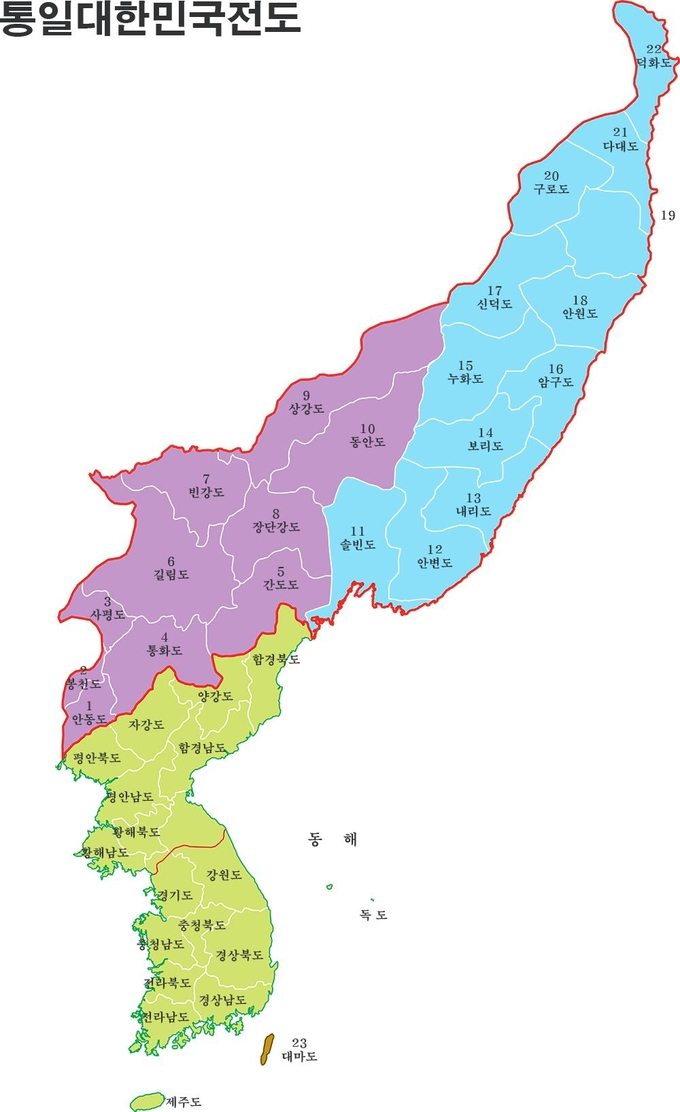 통일대한민국전도
22
덕화도
21
다대도
20
구로도
19
17
신덕도
18
안원도
15
누화도
16
암구도
9
상강도
10
동안도
14
보리도
7
빈강도
13
내리도
8
장단강도
11
솔빈도
12
안변도
6
길림도
5
간도도
3
사평도
4
통화도
2
봉천도
1
안동도
함경북도
양강도
자강도
함경남도
평안북도
평안남도
황해북도
황해남도
동 해
강원도
경기도
독도
충청북도
충청남도
경상북도
전라북도
경상남도
전라남도
23
대마도
제주도